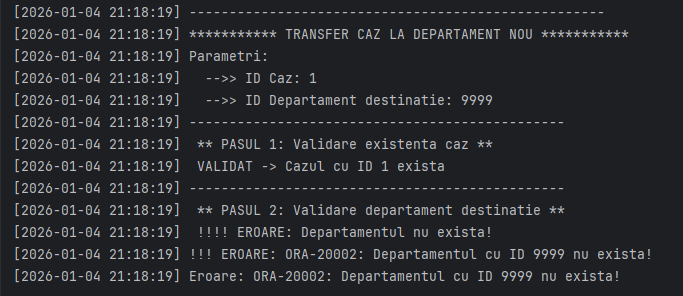 [2026-01-04 21:18:19] ----------------------------------------------------
[2026-01-04 21:18:19] *********** TRANSFER CAZ LA DEPARTAMENT NOU ***********
[2026-01-04 21:18:19] Parametri:
[2026-01-04 21:18:19]   -->> ID Caz: 1
[2026-01-04 21:18:19]   -->> ID Departament destinatie: 9999
[2026-01-04 21:18:19] -----------------------------------------------
[2026-01-04 21:18:19]  ** PASUL 1: Validare existenta caz **
[2026-01-04 21:18:19]  VALIDAT -> Cazul cu ID 1 exista
[2026-01-04 21:18:19] -----------------------------------------------
[2026-01-04 21:18:19]  ** PASUL 2: Validare departament destinatie **
[2026-01-04 21:18:19]  !!!! EROARE: Departamentul nu exista!
[2026-01-04 21:18:19] !!! EROARE: ORA-20002: Departamentul cu ID 9999 nu exista!
[2026-01-04 21:18:19] Eroare: ORA-20002: Departamentul cu ID 9999 nu exista!